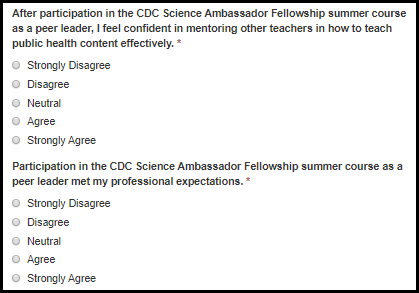 After participation in the CDC Science Ambassador Fellowship summer course
as a peer leader, I feel confident in mentoring other teachers in how to teach
public health content effectively. *
Strongly Disagree
Disagree
Neutral
Agree
Strongly Agree
Participation in the CDC Science Ambassador Fellowship summer course as a
peer leader met my professional expectations. *
Strongly Disagree
Disagree
Neutral
Agree
Strongly Agree